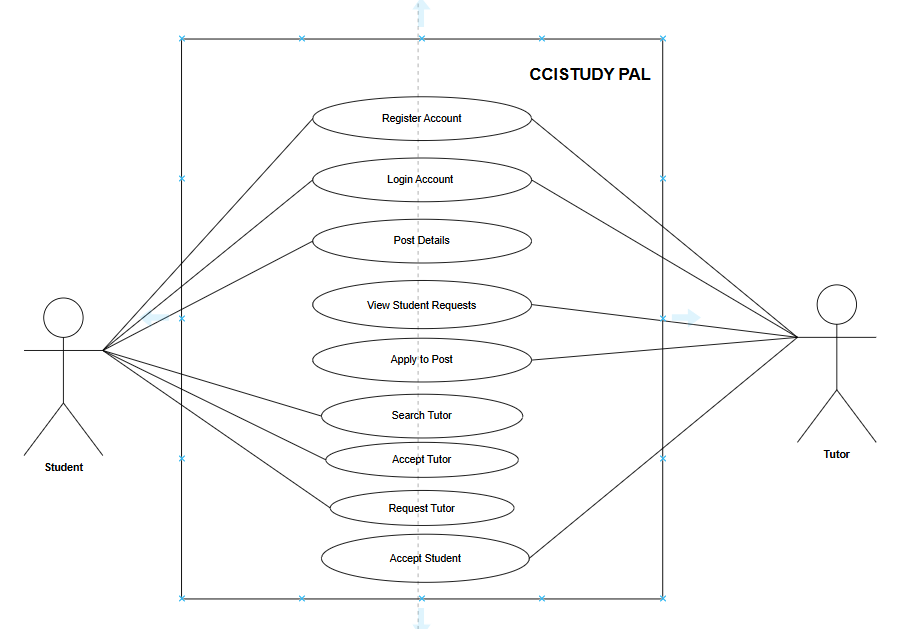 CCISTUDY PAL
Register Account
Login Account
Post Details
View Student Requests
Apply to Post
Search Tutor
Accept Tutor
Request Tutor
Accept Student
Student
Tutor